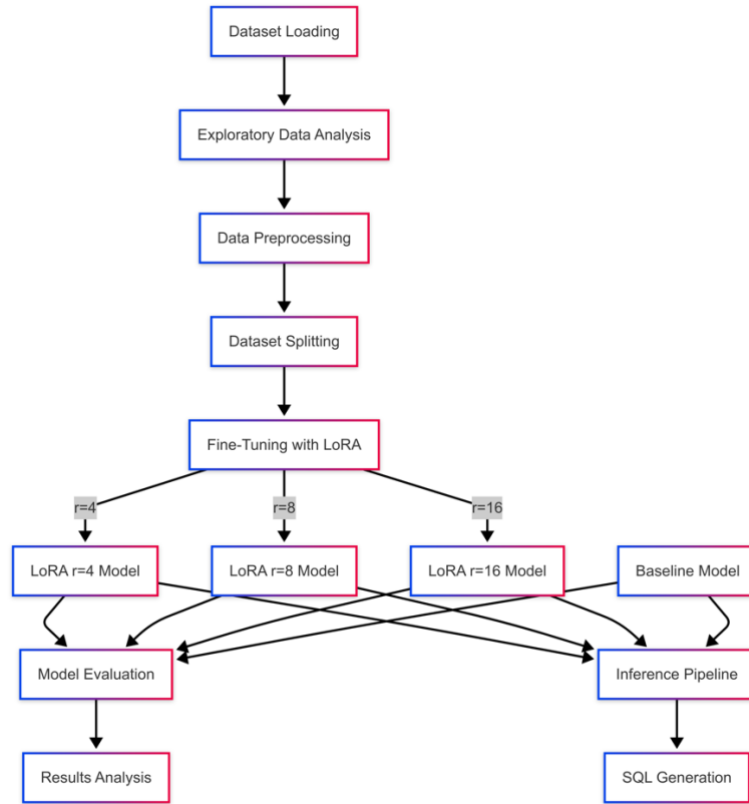 Dataset Loading
Exploratory Data Analysis
Data Preprocessing
Dataset Splitting
Fine-Tuning with LoRA
r=4
r=8
r=16
LoRA r=4 Model
LoRA r=8 Model
LoRA r=16 Model
Baseline Model
Model Evaluation
Inference Pipeline
Results Analysis
SQL Generation